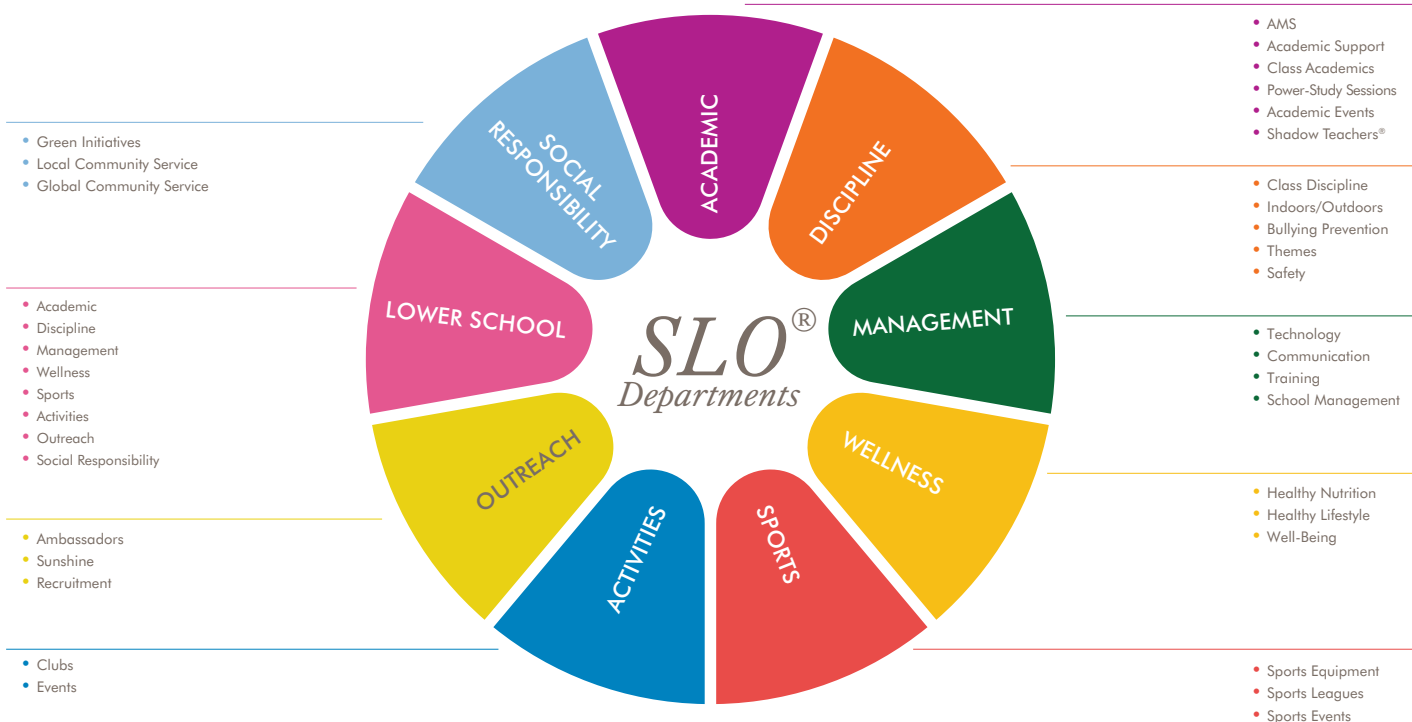 ACADEMIC
• AMS
• Academic Support
• Class Academics
• Power-Study Sessions
• Academic Events
• Shadow Teachers®
DISCIPLINE
• Class Discipline
• Indoors/Outdoors
• Bullying Prevention
• Themes
• Safety
MANAGEMENT
• Technology
• Communication
• Training
• School Management
WELLNESS
• Healthy Nutrition
• Healthy Lifestyle
• Well-Being
SPORTS
• Sports Equipment
• Sports Leagues
• Sports Events
ACTIVITIES
• Clubs
• Events
OUTREACH
• Ambassadors
• Sunshine
• Recruitment
LOWER SCHOOL
• Academic
• Discipline
• Management
• Wellness
• Sports
• Activities
• Outreach
• Social Responsibility
SOCIAL
RESPONSIBILITY
• Green Initiatives
• Local Community Service
• Global Community Service
SLO®
Departments